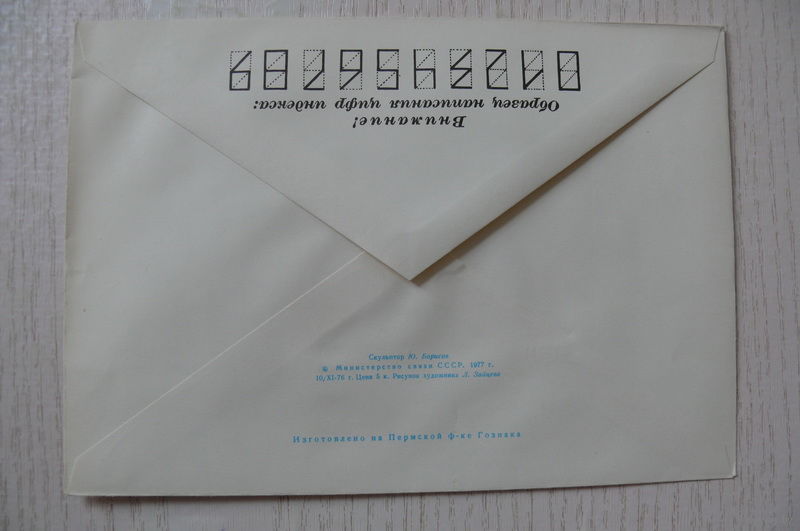 Внимание!
Образец написания цифр индекса:
0123456789
Скульптор Ю. Борисов
© Министерство связи СССР, 1977 г.
10/XI-76 г. Цена 5 к. Рисунок художника Л. Зайцева
Изготовлено на Пермской ф-ке Гознака